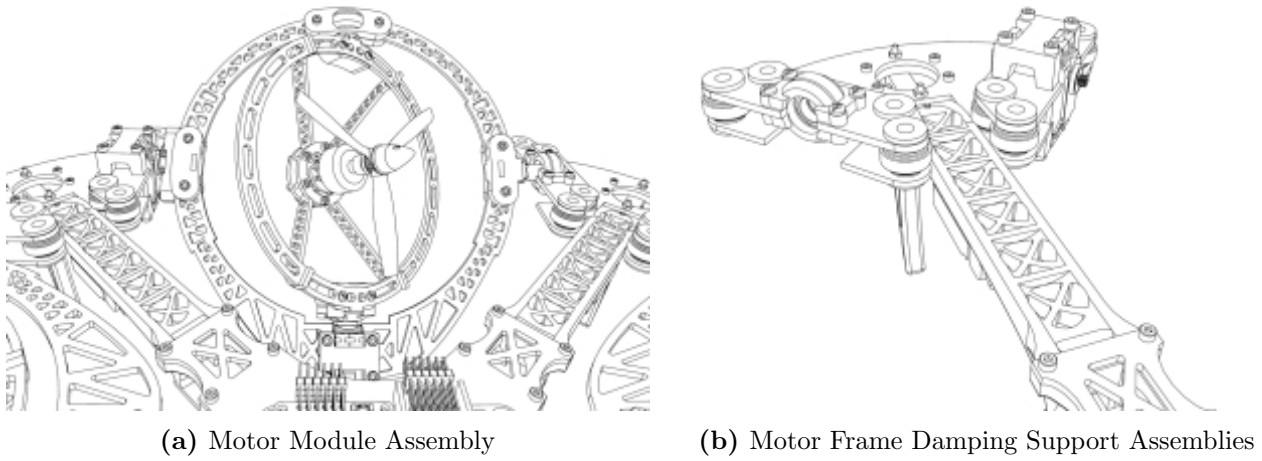 (a) Motor Module Assembly
(b) Motor Frame Damping Support Assemblies